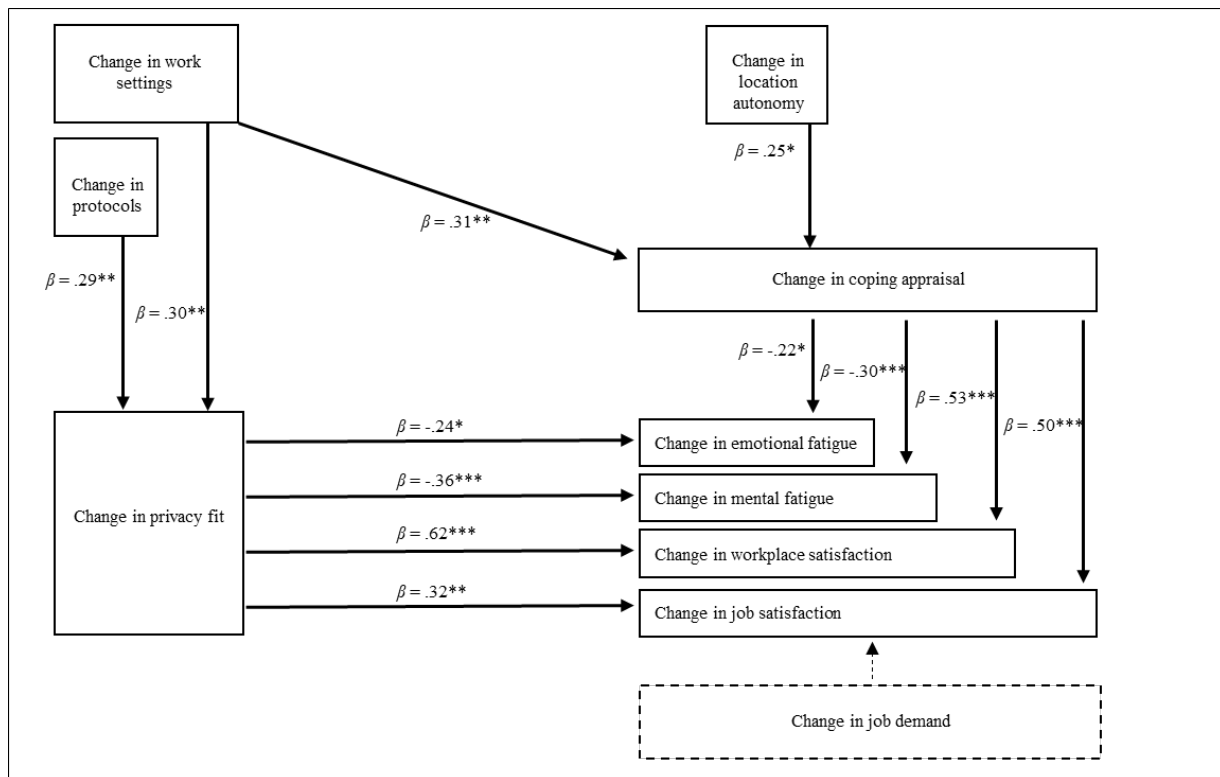 Change in work
settings
Change in
location
autonomy
β = .25*
Change in
protocols
β = .31**
β = .29**
β = .30**
Change in coping appraisal
β = -.22*
β = -.30***
β = .53***
β = .50***
Change in privacy fit
β = -.24*
Change in emotional fatigue
β = -.36***
Change in mental fatigue
β = .62***
Change in workplace satisfaction
β = .32**
Change in job satisfaction
Change in job demand